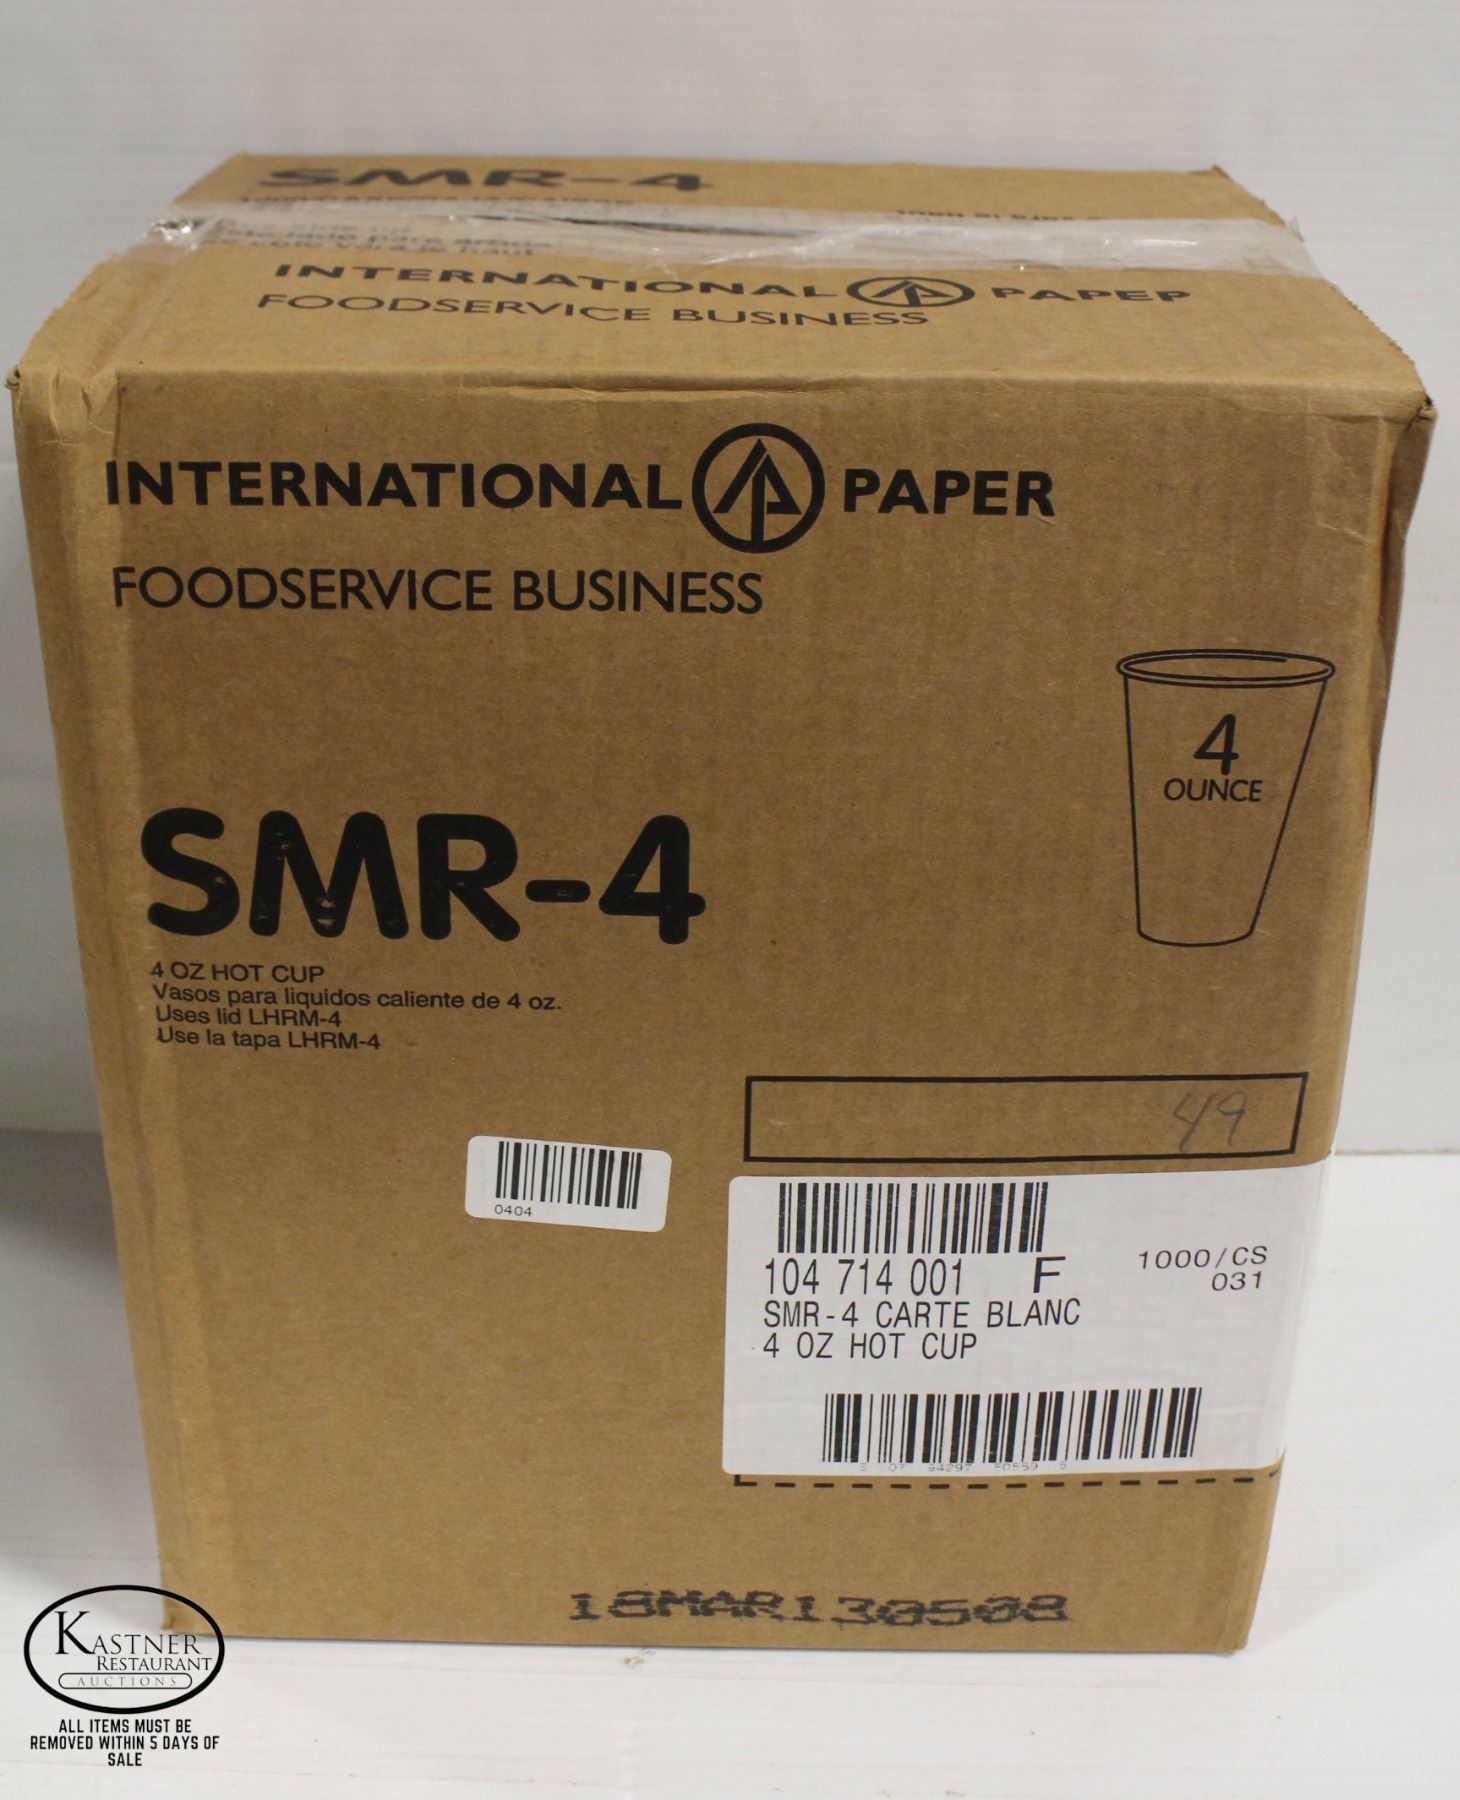 SMR-4
INTERNATIONAL PAPER
FOODSERVICE BUSINESS
INTERNATIONAL PAPER
FOODSERVICE BUSINESS
4
OUNCE
SMR-4
4 OZ HOT CUP
Vasos para liquidos caliente de 4 oz.
Uses lid LHRM-4
Use la tapa LHRM-4
49
0404
104 714 001 F 1000/CS
031
SMR-4 CARTE BLANC
4 OZ HOT CUP
18MAR130508
KASTNER
RESTAURANT
AUCTIONS
ALL ITEMS MUST BE
REMOVED WITHIN 5 DAYS OF
SALE